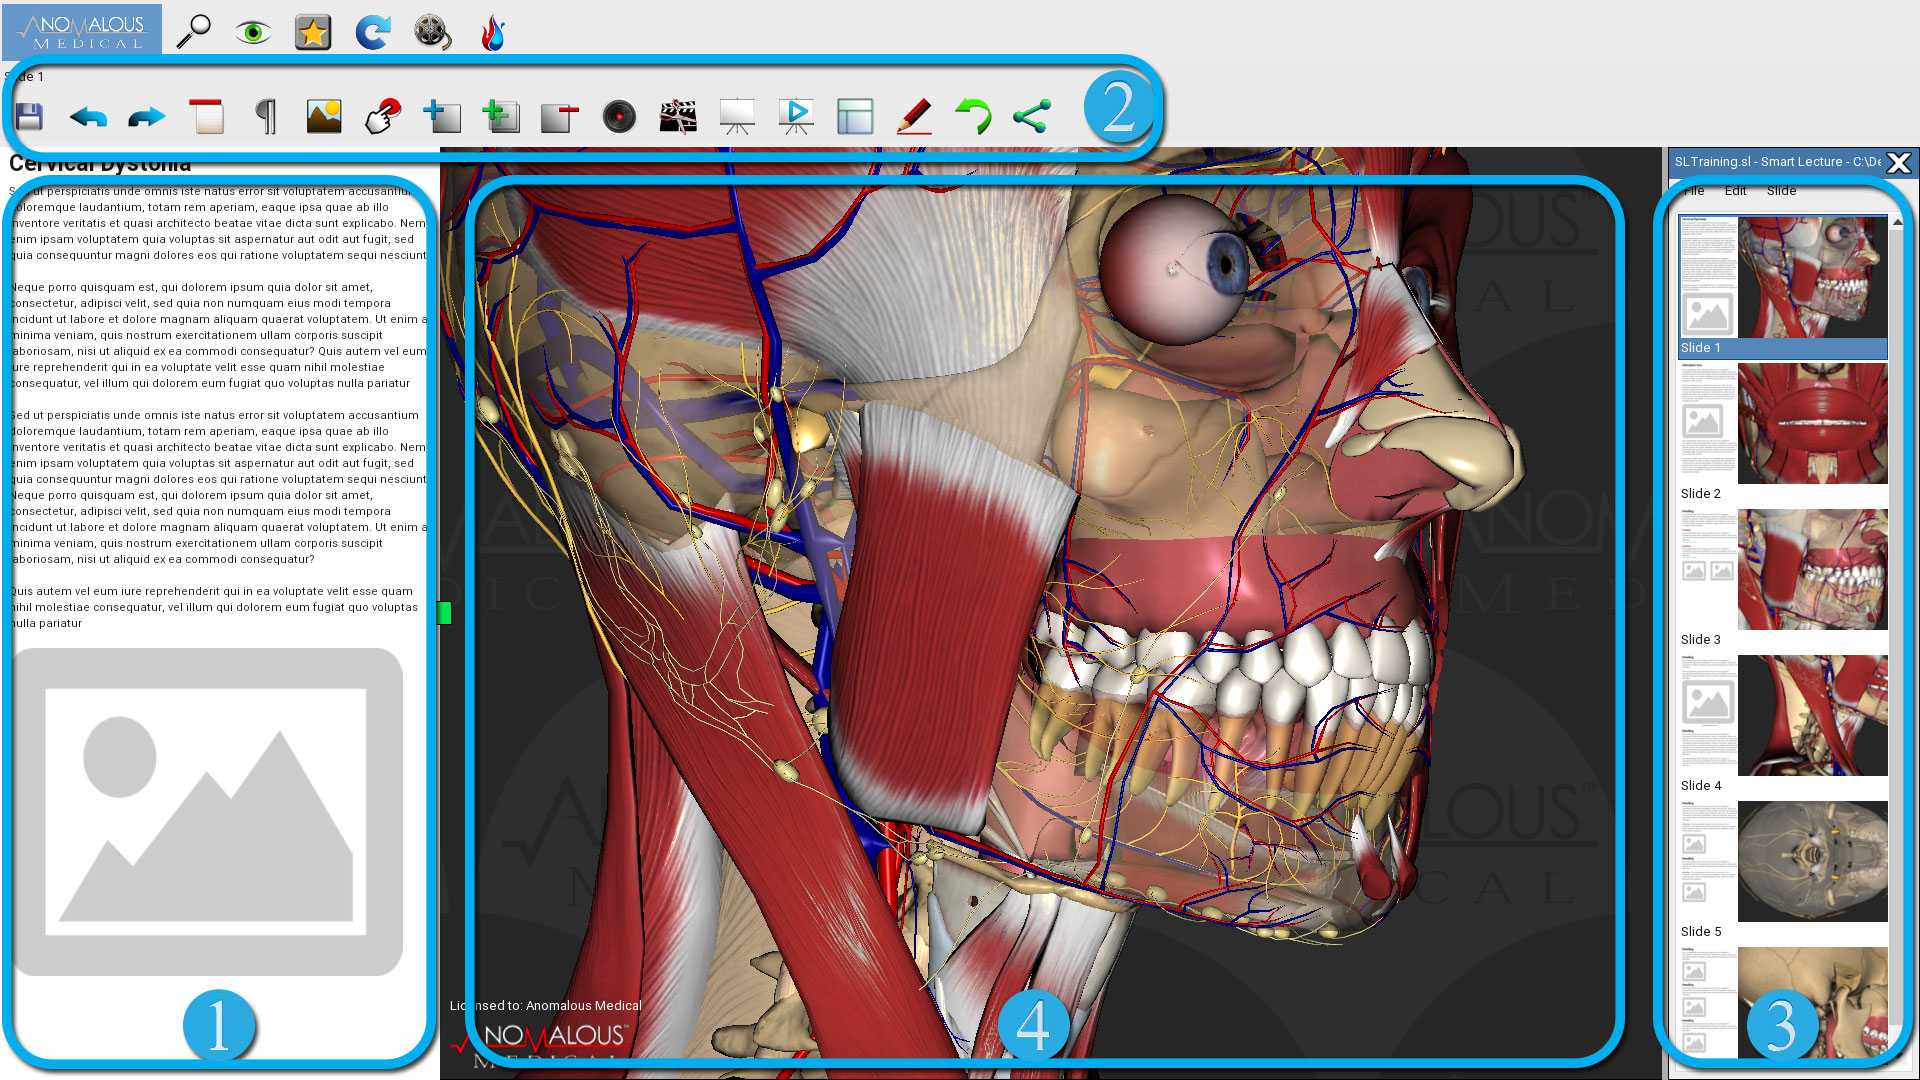 ANOMALOUS
MEDICAL
Slide 1
2
Cervical Dystonia
Sed ut perspiciatis unde omnis iste natus error sit voluptatem accusantium
doloremque laudantium, totam rem aperiam, eaque ipsa quae ab illo
inventore veritatis et quasi architecto beatae vitae dicta sunt explicabo. Nem
enim ipsam voluptatem quia voluptas sit aspernatur aut odit aut fugit, sed
quia consequuntur magni dolores eos qui ratione voluptatem sequi nesciunt
Neque porro quisquam est, qui dolorem ipsum quia dolor sit amet,
consectetur, adipisci velit, sed quia non numquam eius modi tempora
incidunt ut labore et dolore magnam aliquam quaerat voluptatem. Ut enim a
minima veniam, quis nostrum exercitationem ullam corporis suscipit
laboriosam, nisi ut aliquid ex ea commodi consequatur? Quis autem vel eum
iure reprehenderit qui in ea voluptate velit esse quam nihil molestiae
consequatur, vel illum qui dolorem eum fugiat quo voluptas nulla pariatur
Sed ut perspiciatis unde omnis iste natus error sit voluptatem accusantium
doloremque laudantium, totam rem aperiam, eaque ipsa quae ab illo
inventore veritatis et quasi architecto beatae vitae dicta sunt explicabo. Nem
enim ipsam voluptatem quia voluptas sit aspernatur aut odit aut fugit, sed
quia consequuntur magni dolores eos qui ratione voluptatem sequi nesciunt
Neque porro quisquam est, qui dolorem ipsum quia dolor sit amet,
consectetur, adipisci velit, sed quia non numquam eius modi tempora
incidunt ut labore et dolore magnam aliquam quaerat voluptatem. Ut enim a
minima veniam, quis nostrum exercitationem ullam corporis suscipit
laboriosam, nisi ut aliquid ex ea commodi consequatur?
Quis autem vel eum iure reprehenderit qui in ea voluptate velit esse quam
nihil molestiae consequatur, vel illum qui dolorem eum fugiat quo voluptas
nulla pariatur
1
Licensed to: Anomalous Medical
ANOMALOUS™
MEDICAL
4
SLTraining.sl - Smart Lecture - C:\De
File Edit Slide
Slide 1
Slide 2
Slide 3
Slide 4
Slide 5
3